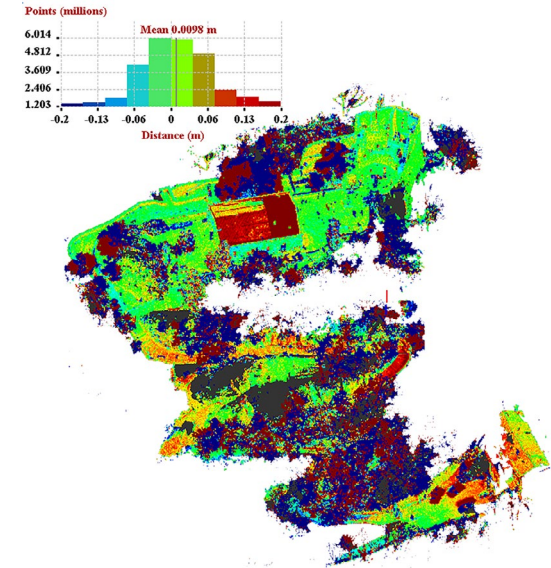 Points (millions)
Mean 0.0098 m
6.014
4.812
3.609
2.406
1.203
-0.2 -0.13 -0.06 0 0.06 0.13 0.2
Distance (m)